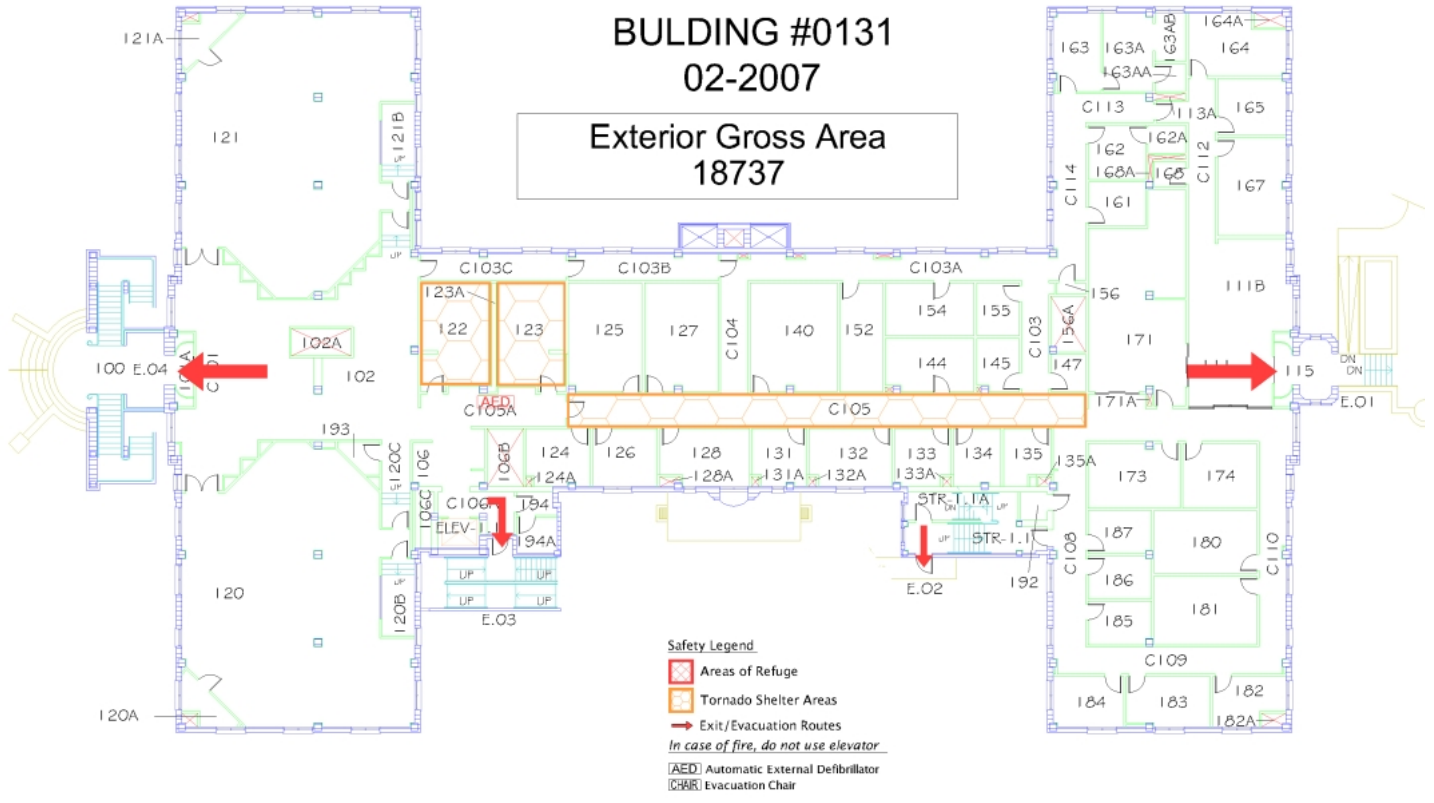 BULDING #0131
02-2007
Exterior Gross Area
18737
121A
121
121B
UP
UP
163
163A
163AB
164A
164
163AA
C113
113A
165
162
162A
C112
C114
168A
168
167
161
C103C
C103B
C103A
123A
122
123
125
127
C104
140
152
154
155
C103
156
156A
111B
144
145
147
171
102A
102
100
E.04
115
DN
DN
E.01
AED
C105A
C105
171A
193
120C
UP
106
106B
124
126
128
131
132
133
134
135
124A
128A
131A
132A
133A
135A
173
174
106C
194
ELEV-1.1
194A
STR-1.1A
DN
UP
UP
STR-1.1
C108
187
180
C110
UP
UP
UP
UP
E.03
E.02
192
186
185
181
120
UP
120B
C109
184
183
182
182A
120A
Safety Legend
Areas of Refuge
Tornado Shelter Areas
Exit/Evacuation Routes
In case of fire, do not use elevator
AED Automatic External Defibrillator
CHAIR Evacuation Chair